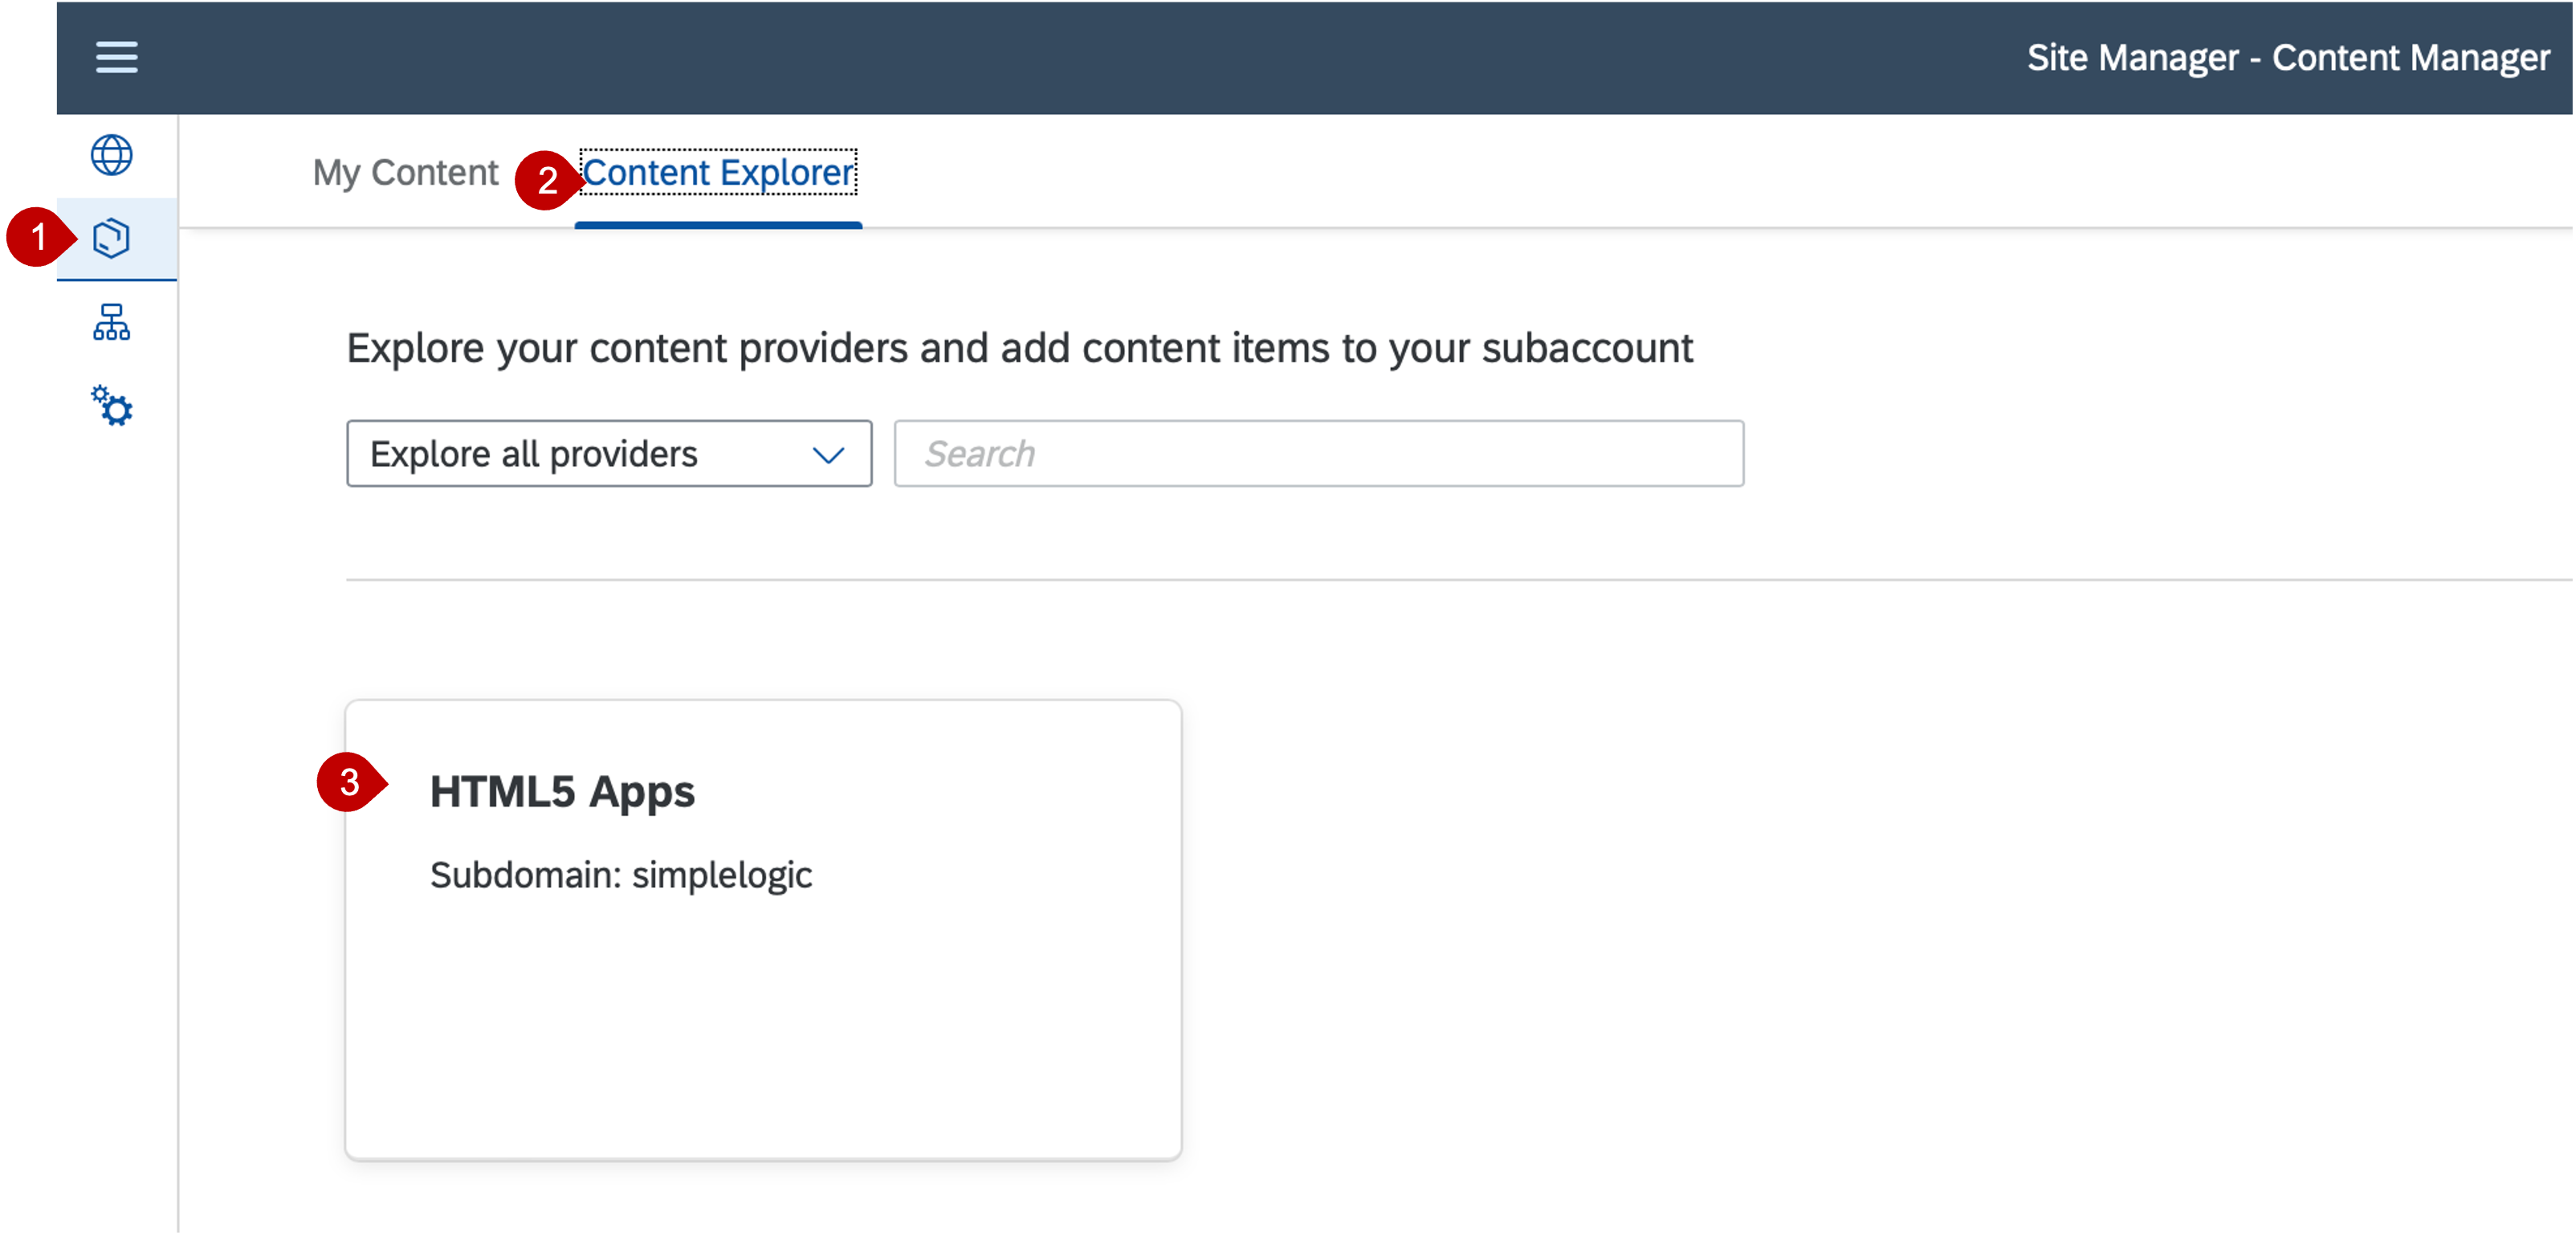 Site Manager - Content Manager
My Content 2 Content Explorer
1
Explore your content providers and add content items to your subaccount
Explore all providers Search
3 HTML5 Apps
Subdomain: simplelogic